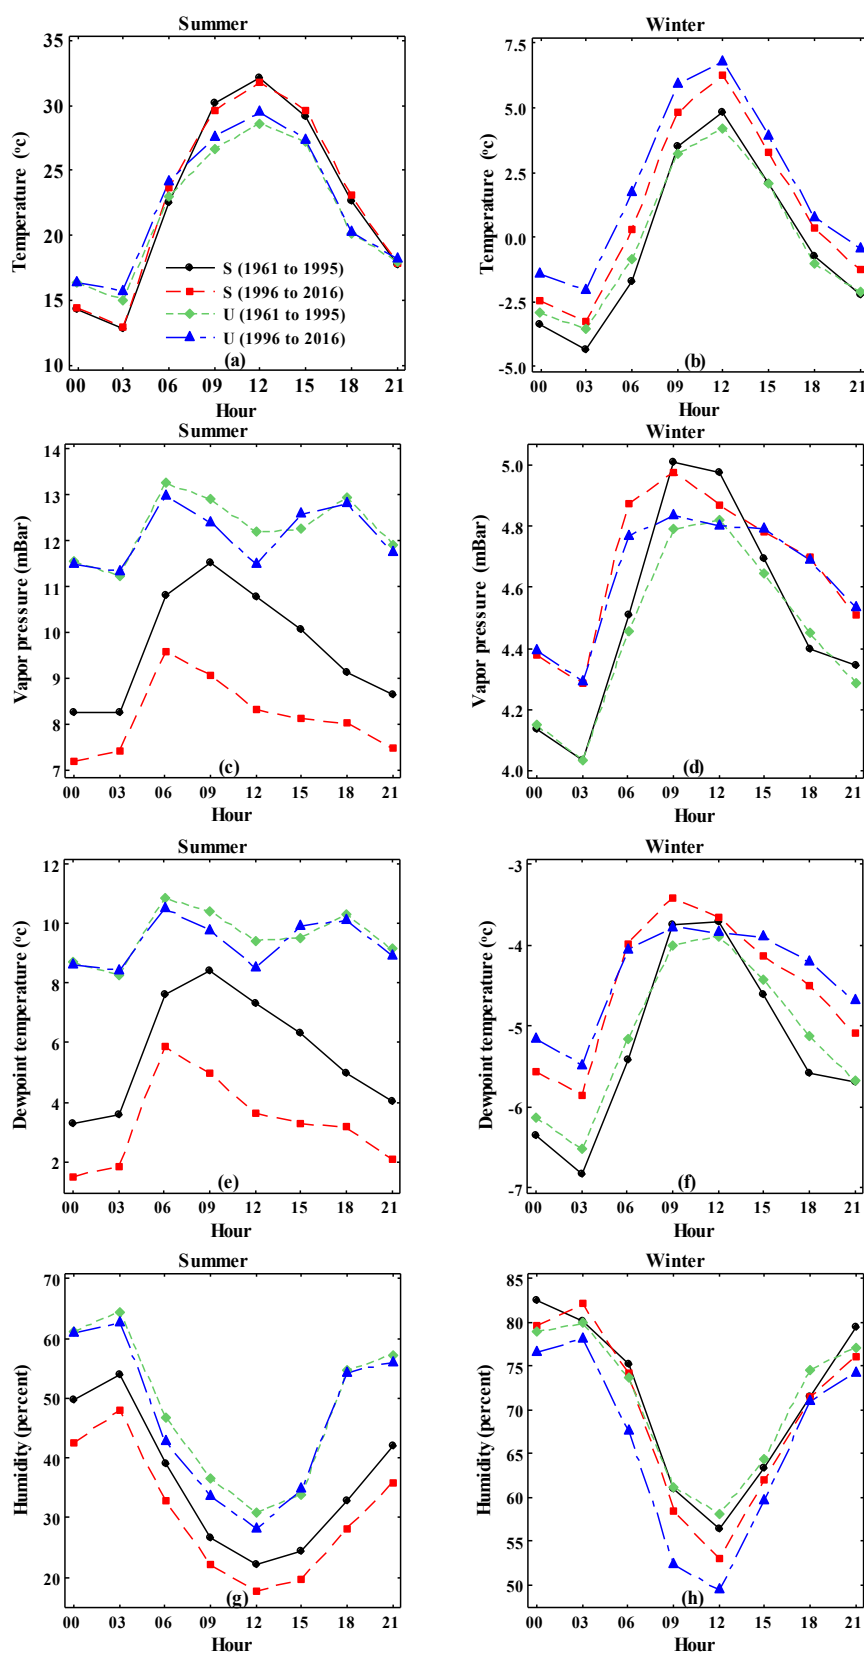 Summer
35
30
25
20
15
10
Temperature (°c)
S (1961 to 1995)
S (1996 to 2016)
U (1961 to 1995)
U (1996 to 2016)
(a)
00 03 06 09 12 15 18 21
Hour
Winter
7.5
5.0
2.5
0.0
-2.5
-5.0
Temperature (°c)
(b)
00 03 06 09 12 15 18 21
Hour
Summer
14
13
12
11
10
9
8
7
Vapor pressure (mBar)
(c)
00 03 06 09 12 15 18 21
Hour
Winter
5.0
4.8
4.6
4.4
4.2
4.0
Vapor pressure (mBar)
(d)
00 03 06 09 12 15 18 21
Hour
Summer
12
10
8
6
4
2
Dewpoint temperature (°c)
(e)
00 03 06 09 12 15 18 21
Hour
Winter
-3
-4
-5
-6
-7
Dewpoint temperature (°c)
(f)
00 03 06 09 12 15 18 21
Hour
Summer
70
60
50
40
30
20
Humidity (percent)
(g)
00 03 06 09 12 15 18 21
Hour
Winter
85
80
75
70
65
60
55
50
Humidity (percent)
(h)
00 03 06 09 12 15 18 21
Hour